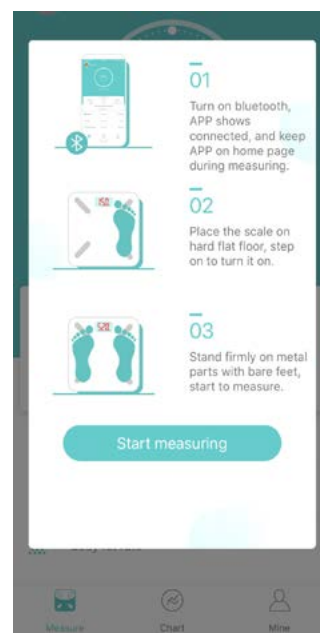 01
Turn on bluetooth,
APP shows
connected, and keep
APP on home page
during measuring.
02
Place the scale on
hard flat floor, step
on to turn it on.
03
Stand firmly on metal
parts with bare feet,
start to measure.
Start measuring
Measure
Chart
Mine